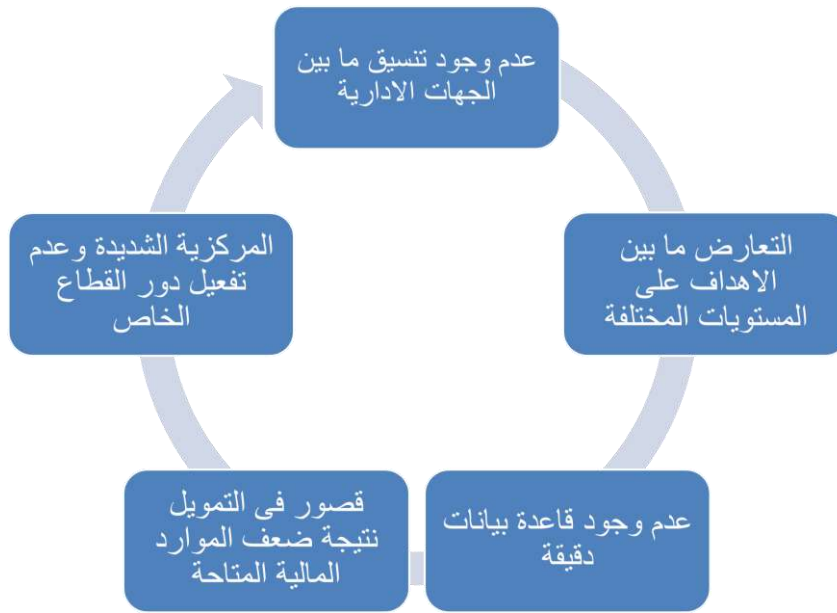 عدم وجود تنسيق ما بين
الجهات الادارية
التعارض ما بين
الاهداف على
المستويات المختلفة
عدم وجود قاعدة بيانات
دقيقة
قصور فى التمويل
نتيجة ضعف الموارد
المالية المتاحة
المركزية الشديدة وعدم
تفعيل دور القطاع
الخاص